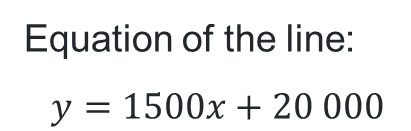 Equation of the line:
y = 1500x + 20 000